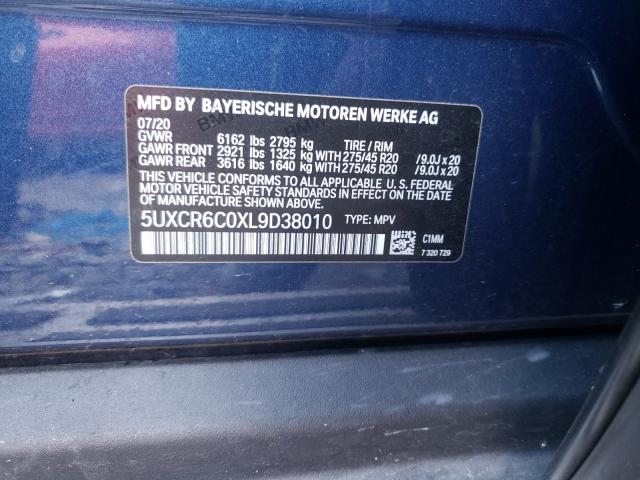 MFD BY BAYERISCHE MOTOREN WERKE AG
07/20
GVWR 6162 lbs 2795 kg TIRE / RIM
GAWR FRONT 2921 lbs 1325 kg WITH 275/45 R20 /9.0J x 20
GAWR REAR 3616 lbs 1640 kg WITH 275/45 R20 /9.0J x 20
THIS VEHICLE CONFORMS TO ALL APPLICABLE U. S. FEDERAL
MOTOR VEHICLE SAFETY STANDARDS IN EFFECT ON THE DATE
OF MANUFACTURE SHOWN ABOVE.
5UXCR6C0XL9D38010 TYPE: MPV
C1MM
7 320 729